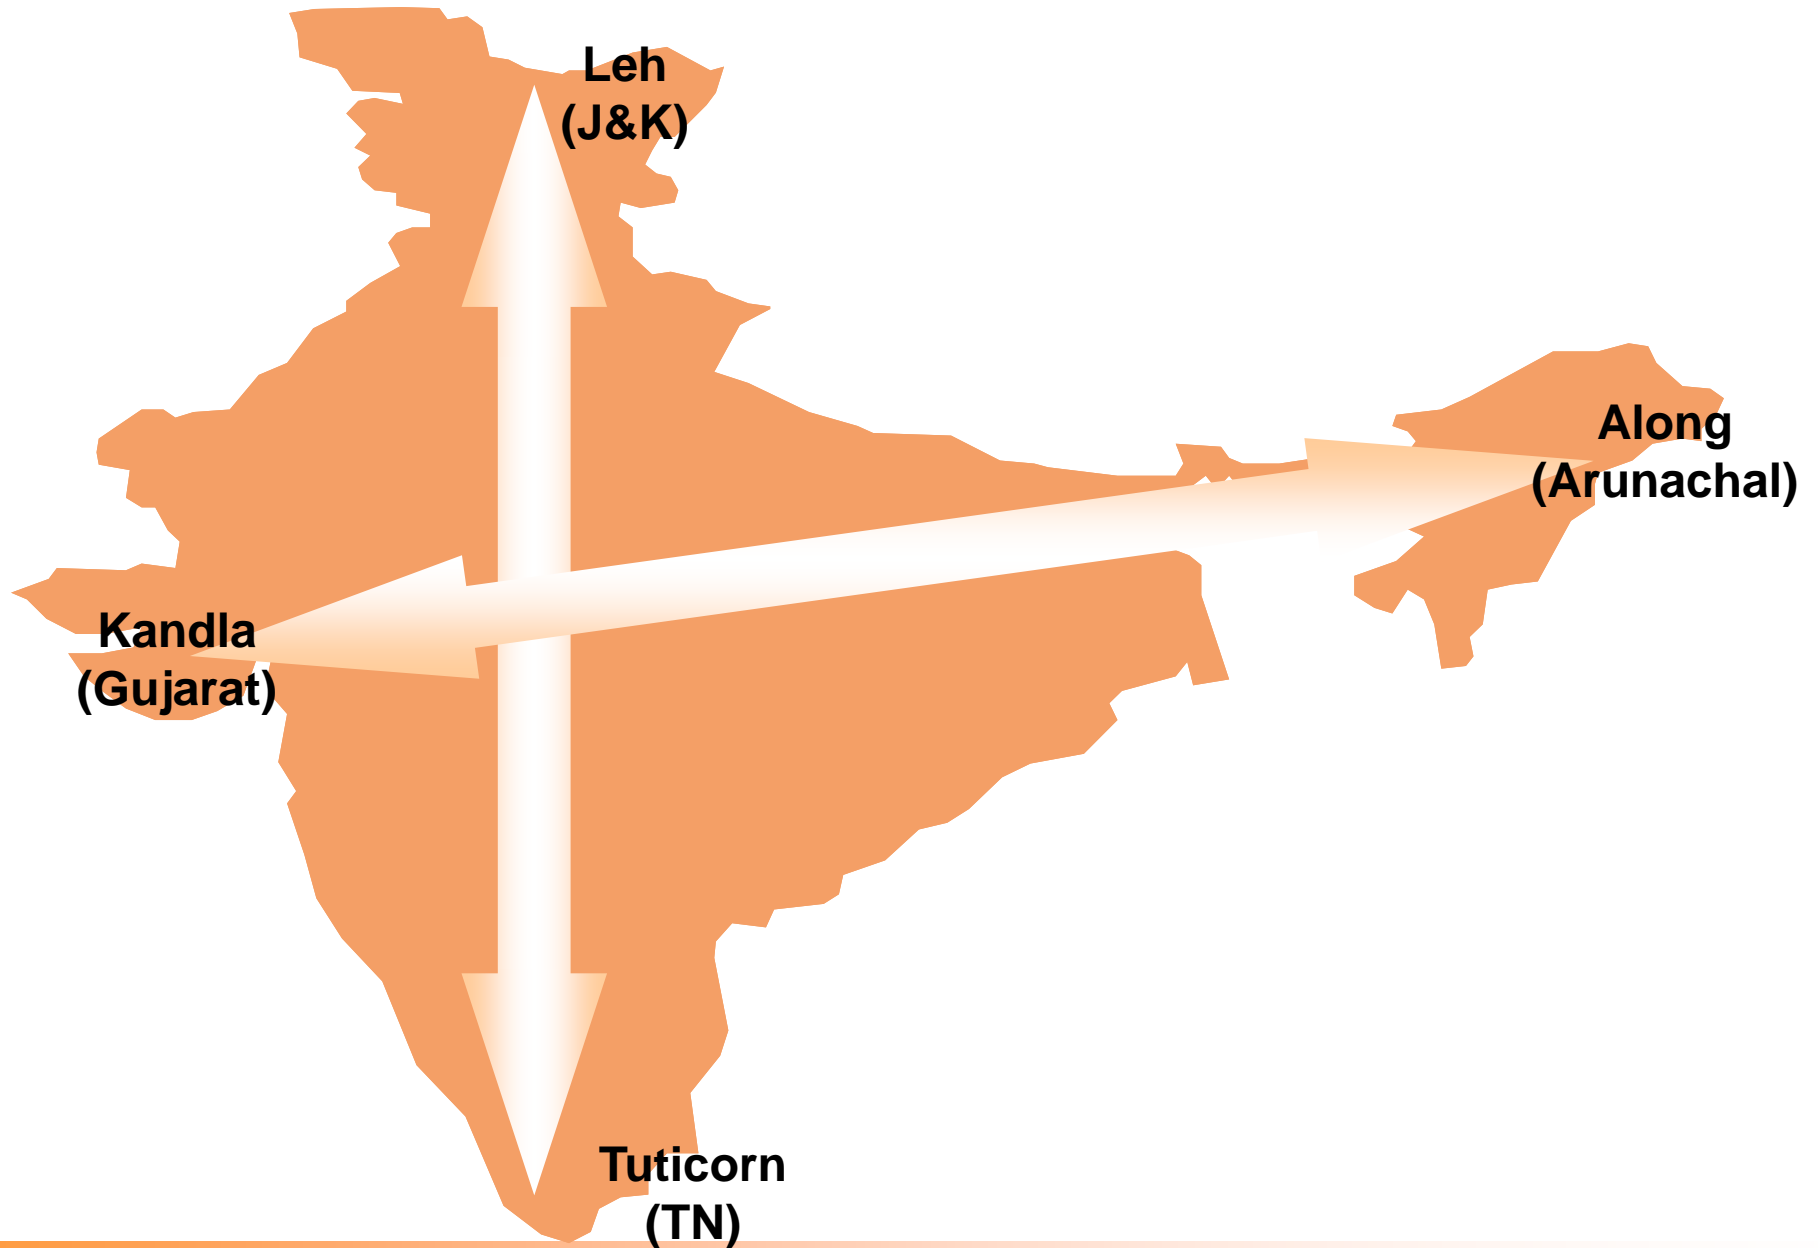 Leh
(J&K)
Along
(Arunachal)
Kandla
(Gujarat)
Tuticorn
(TN)